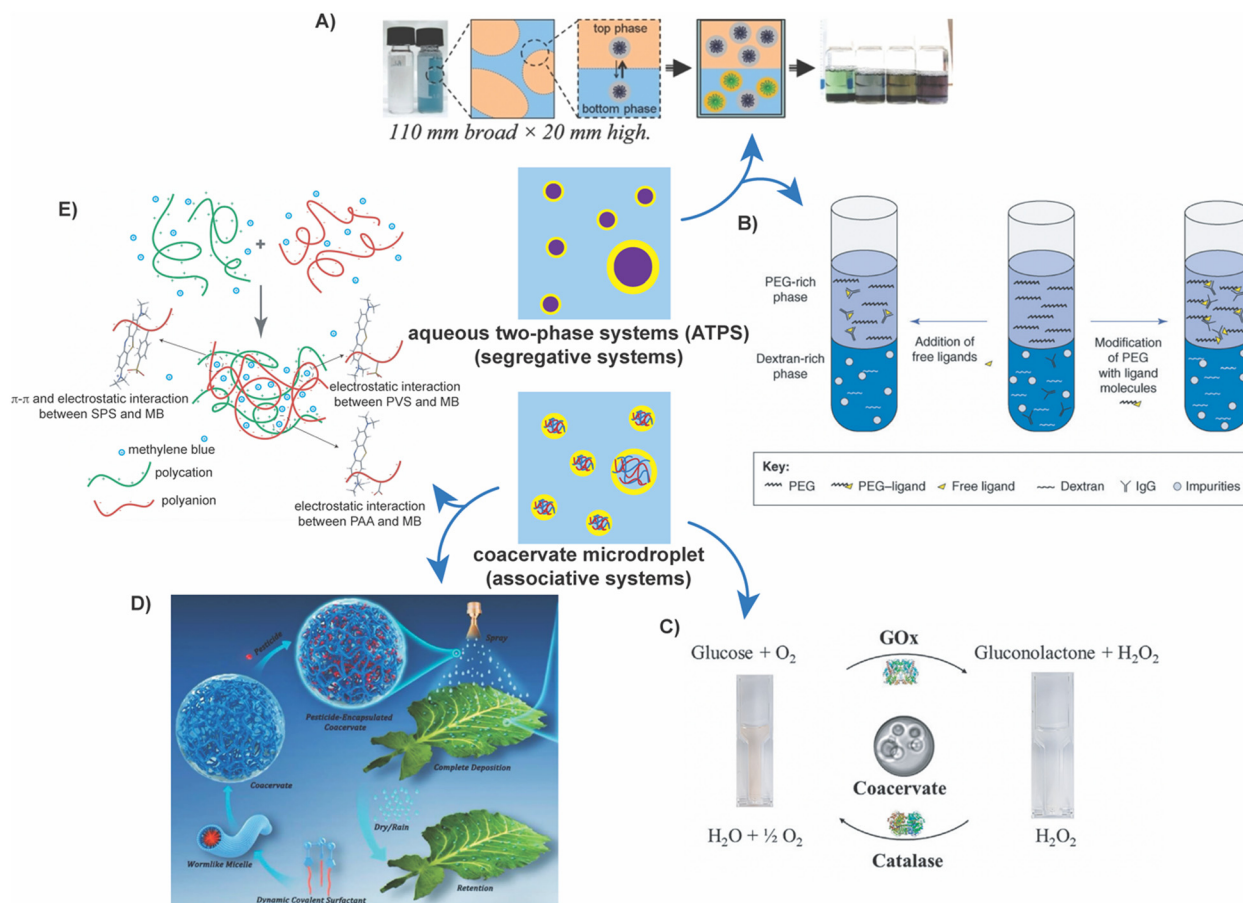 A)
top phase
bottom phase
110 mm broad × 20 mm high.
E)
+
π-π and electrostatic interaction
between SPS and MB
electrostatic interaction
between PVS and MB
methylene blue
polycation
polyanion
electrostatic interaction
between PAA and MB
aqueous two-phase systems (ATPS)
(segregative systems)
B)
PEG-rich
phase
Dextran-rich
phase
Addition of
free ligands
Modification
of PEG
with ligand
molecules
Key:
PEG
PEG–ligand
Free ligand
Dextran
IgG
Impurities
coacervate microdroplet
(associative systems)
D)
Pesticide
Spray
Pesticide-Encapsulated
Coacervate
Complete Deposition
Coacervate
Dry/Rain
Wormlike Micelle
Retention
Dynamic Covalent Surfactant
C)
GOx
Glucose + O₂
Gluconolactone + H₂O₂
Coacervate
H₂O + ½ O₂
H₂O₂
Catalase